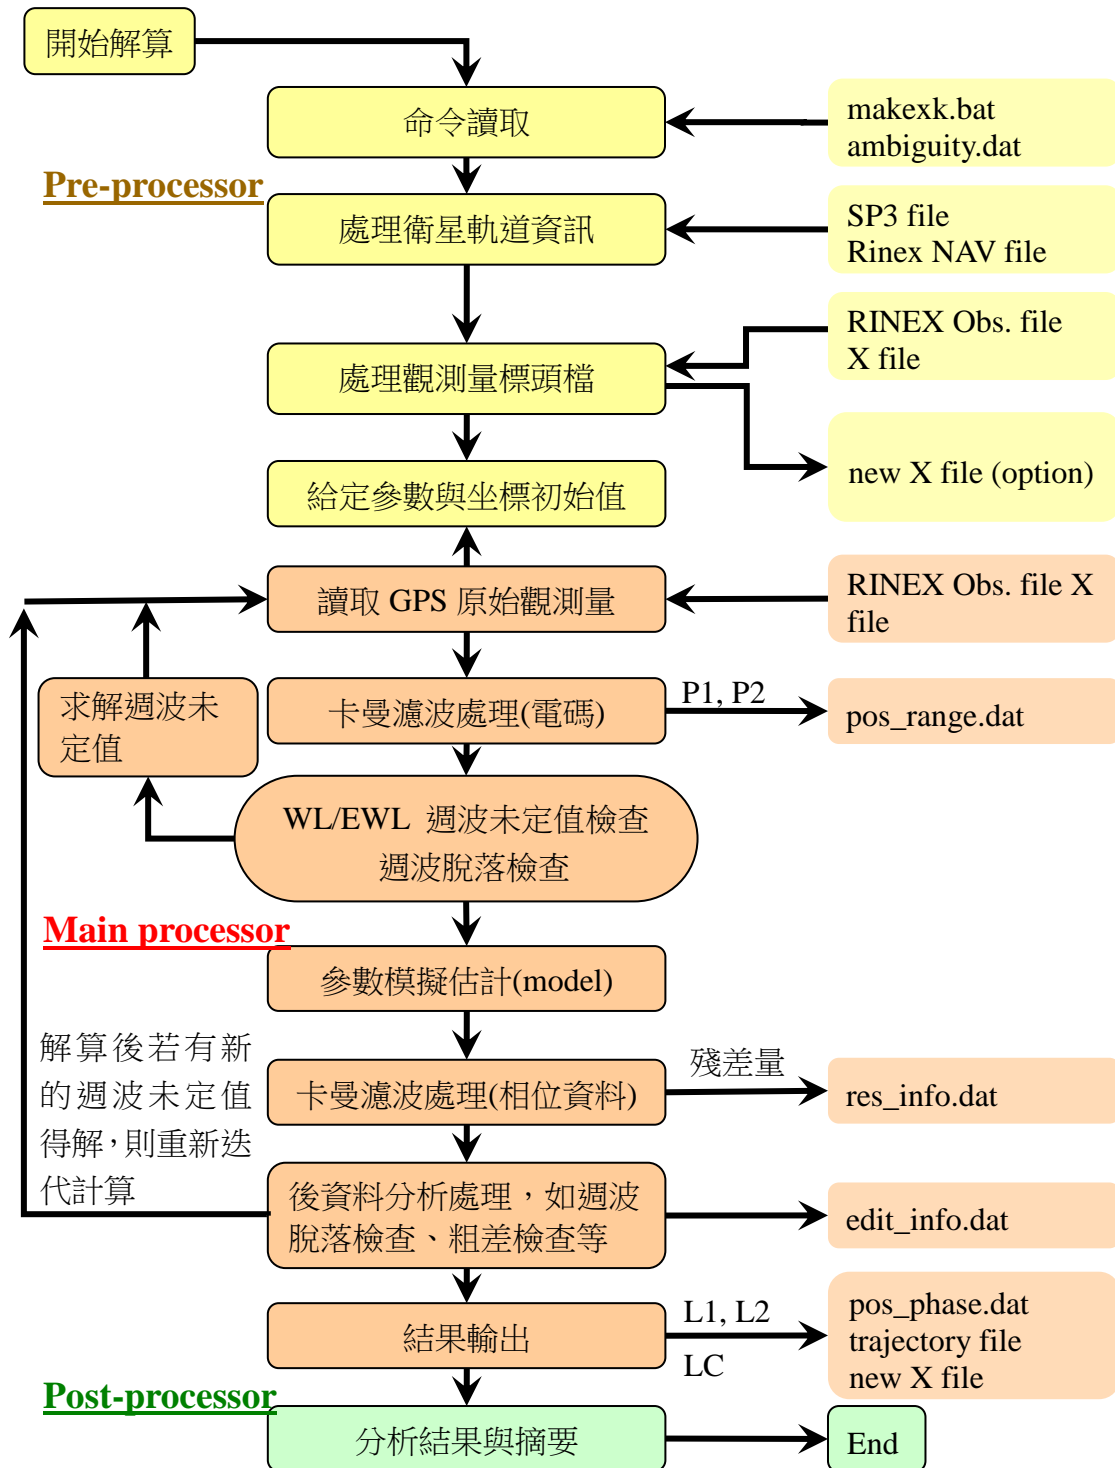 開始解算
命令讀取
makexk.bat
ambiguity.dat
Pre-processor
處理衛星軌道資訊
SP3 file
Rinex NAV file
處理觀測量標頭檔
RINEX Obs. file
X file
new X file (option)
給定參數與坐標初始值
讀取 GPS 原始觀測量
RINEX Obs. file X
file
求解週波未
定值
卡曼濾波處理(電碼)
P1, P2
pos_range.dat
WL/EWL 週波未定值檢查
週波脫落檢查
Main processor
參數模擬估計(model)
解算後若有新
的週波未定值
得解，則重新迭
代計算
卡曼濾波處理(相位資料)
殘差量
res_info.dat
後資料分析處理，如週波
脫落檢查、粗差檢查等
edit_info.dat
結果輸出
L1, L2
LC
pos_phase.dat
trajectory file
new X file
Post-processor
分析結果與摘要
End